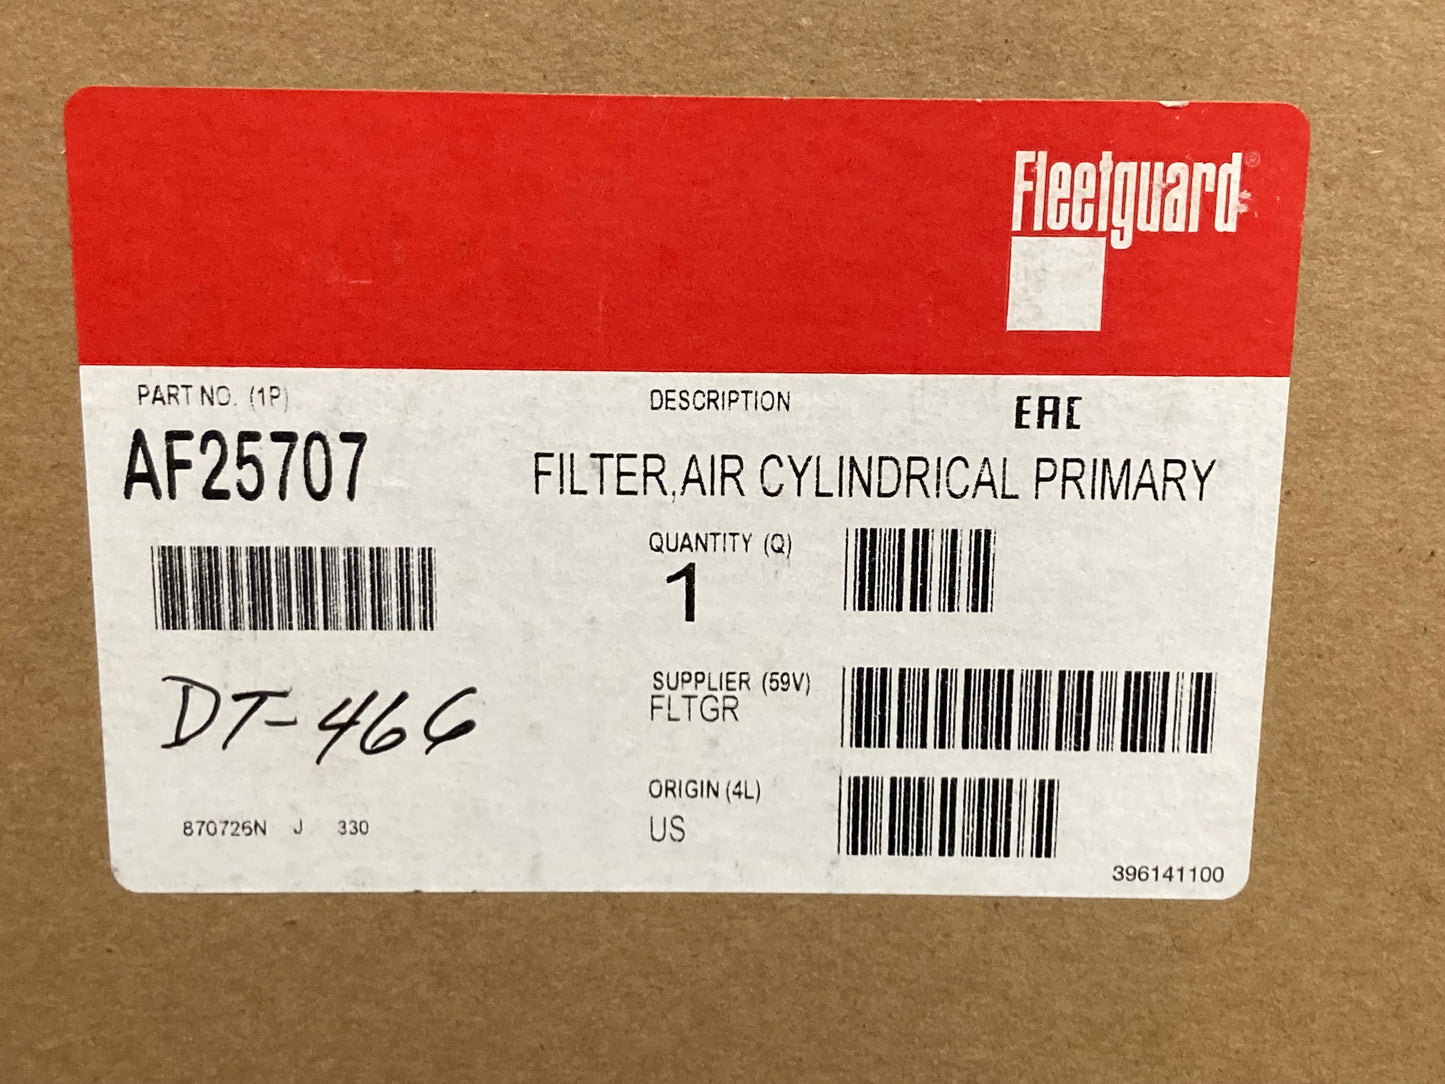 Fleetguard®
PART NO. (1P)
DESCRIPTION
EAC
AF25707
FILTER,AIR CYLINDRICAL PRIMARY
QUANTITY (Q)
1
DT-466
SUPPLIER (59V)
FLTGR
ORIGIN (4L)
US
870726N J 330
396141100